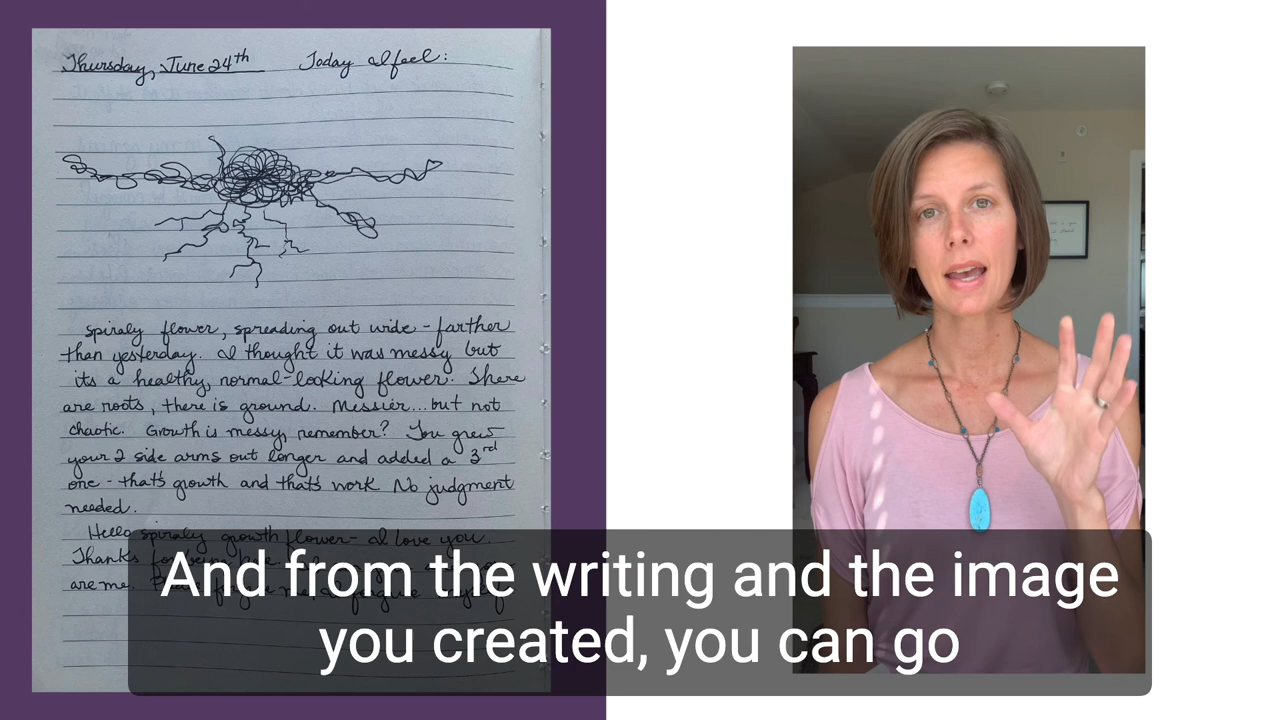 Thursday, June 24th Today I feel:
spiraly flower, spreading out wide - farther
than yesterday. I thought it was messy but
its a healthy, normal-looking flower. There
are roots, there is ground. Messier... but not
chaotic. Growth is messy, remember? You grew
your 2 side arms out longer and added a 3rd
one - that's growth and that's work. No judgment
needed.
Hello spiraly growth flower - I love you.
Thanks
are me.
And from the writing and the image
you created, you can go